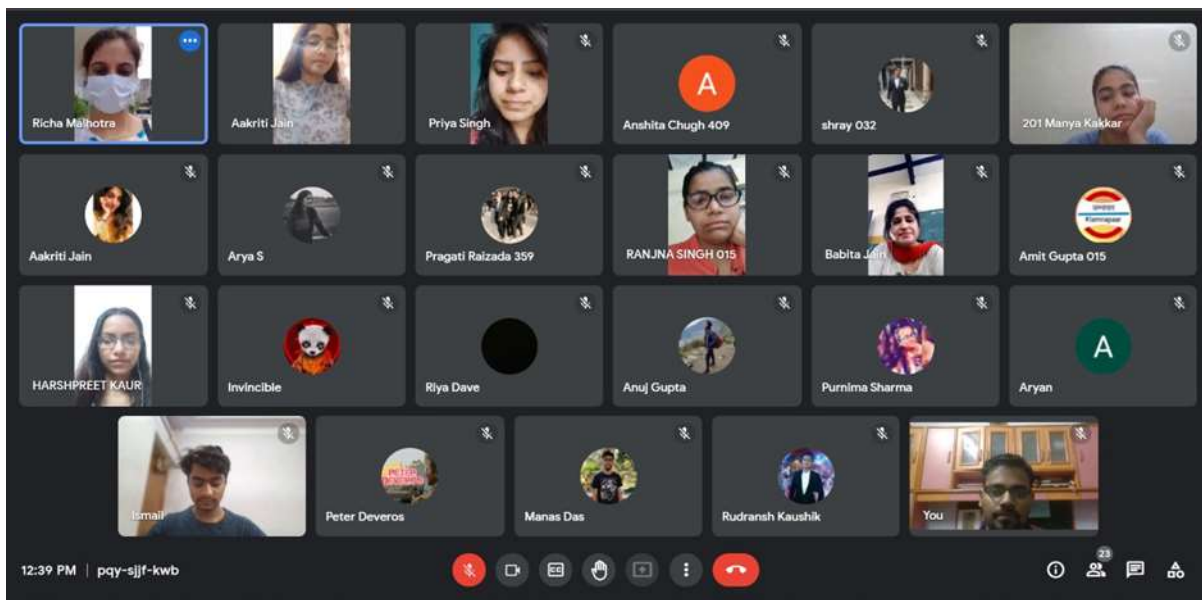 Richa Malhotra
Aakriti Jain
Priya Singh
A
Anshita Chugh 409
shray 032
201 Manya Kakkar
Aakriti Jain
Arya S
Pragati Raizada 359
RANJNA SINGH 015
Babita Jain
Amit Gupta 015
HARSHPREET KAUR
Invincible
Riya Dave
Anuj Gupta
Purnima Sharma
A
Aryan
Ismail
PETER
Peter Deveros
Manas Das
Rudransh Kaushik
You
12:39 PM | pqy-sjjf-kwb
CC
23